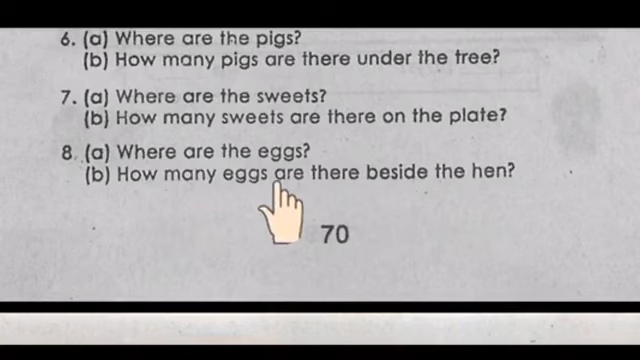 6. (a) Where are the pigs?
(b) How many pigs are there under the tree?
7. (a) Where are the sweets?
(b) How many sweets are there on the plate?
8. (a) Where are the eggs?
(b) How many eggs are there beside the hen?
70